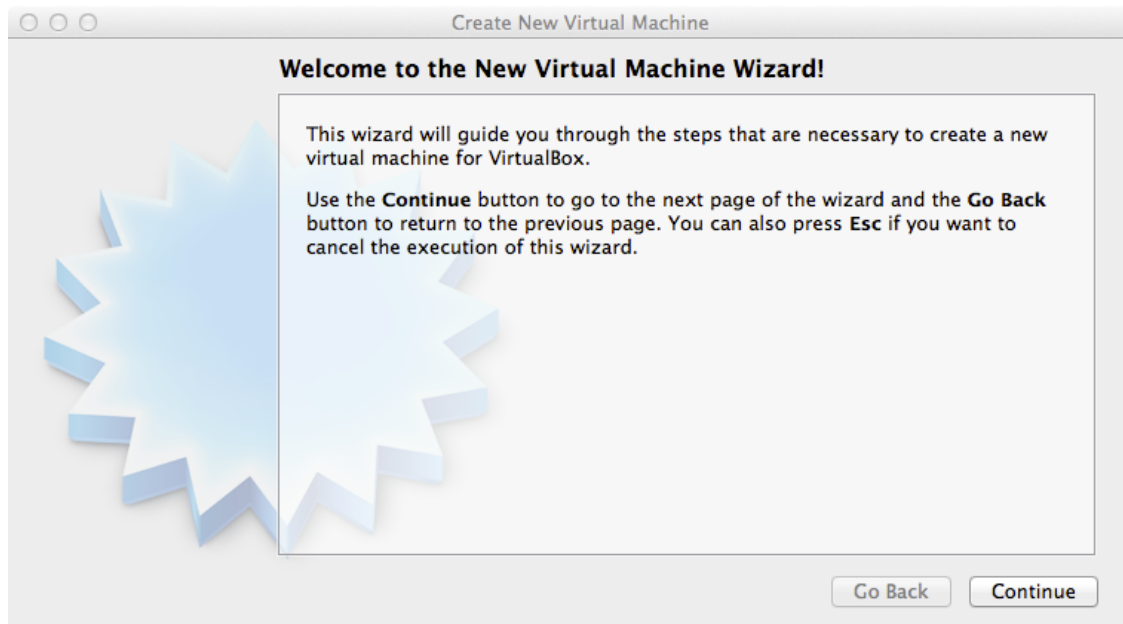 Create New Virtual Machine
Welcome to the New Virtual Machine Wizard!
This wizard will guide you through the steps that are necessary to create a new
virtual machine for VirtualBox.
Use the Continue button to go to the next page of the wizard and the Go Back
button to return to the previous page. You can also press Esc if you want to
cancel the execution of this wizard.
Go Back
Continue